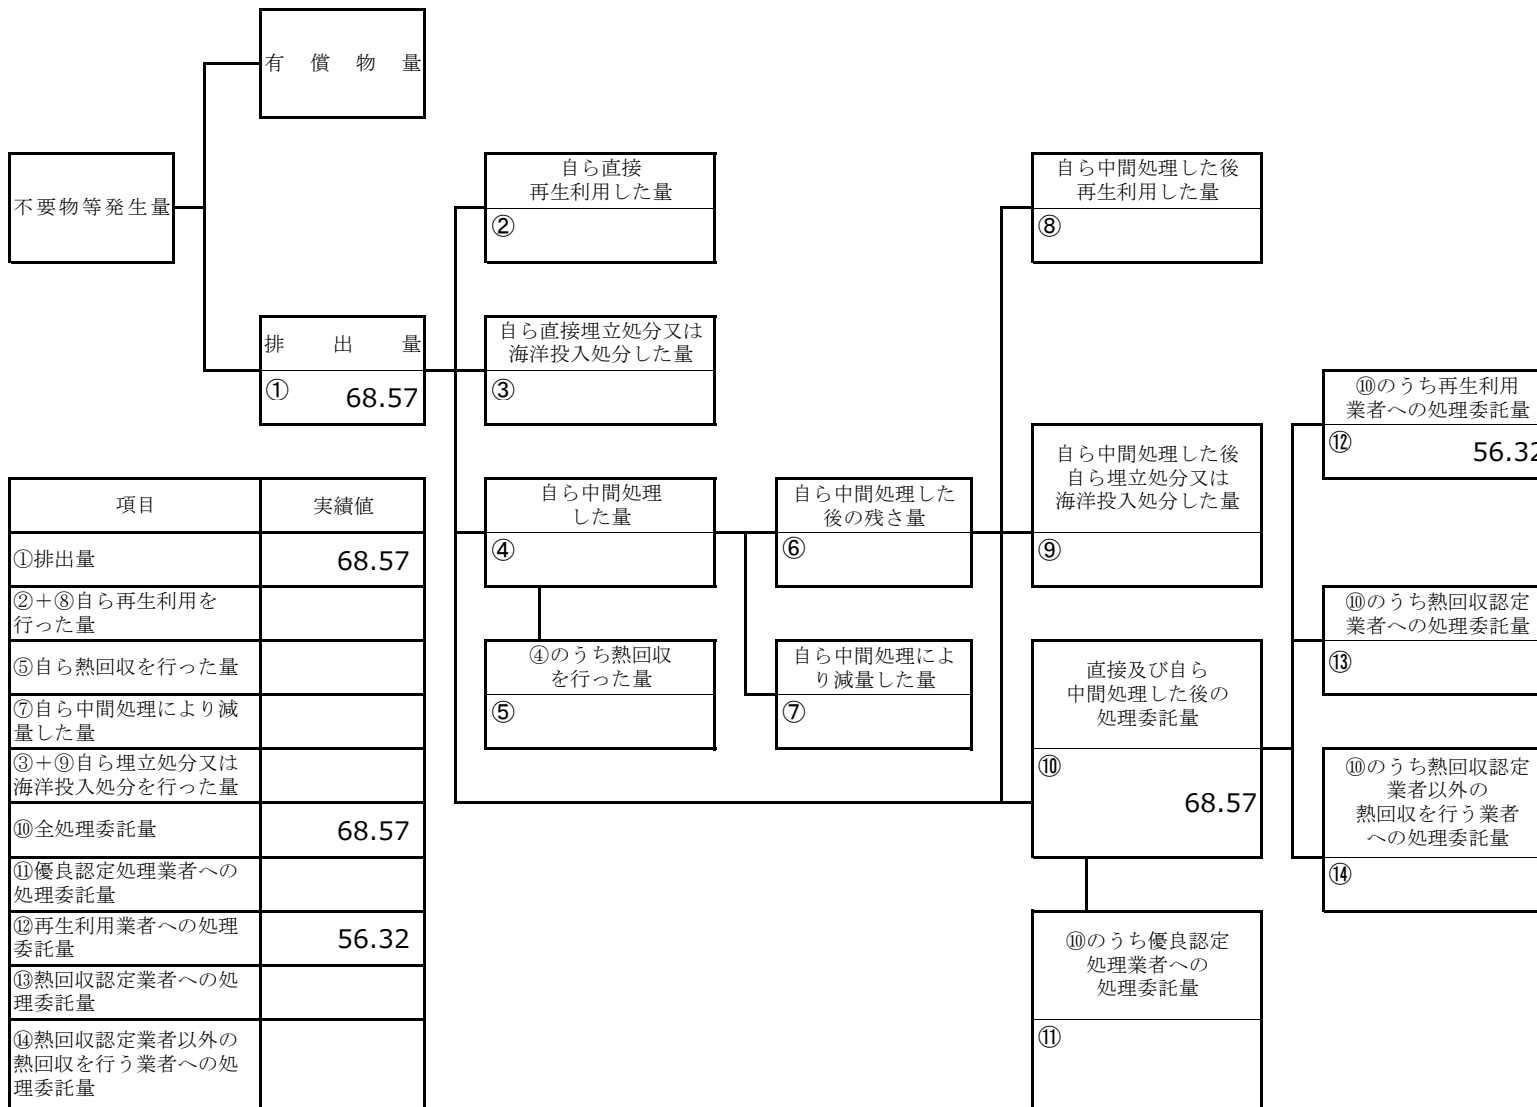 有償物量
不要物等発生量
排出量
① 68.57
自ら直接
再生利用した量
②
自ら直接埋立処分又は
海洋投入処分した量
③
自ら中間処理
した量
④
④のうち熱回収
を行った量
⑤
自ら中間処理した
後の残さ量
⑥
自ら中間処理によ
り減量した量
⑦
自ら中間処理した後
再生利用した量
⑧
自ら中間処理した後
自ら埋立処分又は
海洋投入処分した量
⑨
直接及び自ら
中間処理した後の
処理委託量
⑩
68.57
⑩のうち優良認定
処理業者への
処理委託量
⑪
⑩のうち再生利用
業者への処理委託量
⑫ 56.32
⑩のうち熱回収認定
業者への処理委託量
⑬
⑩のうち熱回収認定
業者以外の
熱回収を行う業者
への処理委託量
⑭
項目 実績値
①排出量 68.57
②＋⑧自ら再生利用を
行った量
⑤自ら熱回収を行った量
⑦自ら中間処理により減
量した量
③＋⑨自ら埋立処分又は
海洋投入処分を行った量
⑩全処理委託量 68.57
⑪優良認定処理業者への
処理委託量
⑫再生利用業者への処理
委託量 56.32
⑬熱回収認定業者への処
理委託量
⑭熱回収認定業者以外の
熱回収を行う業者への処
理委託量